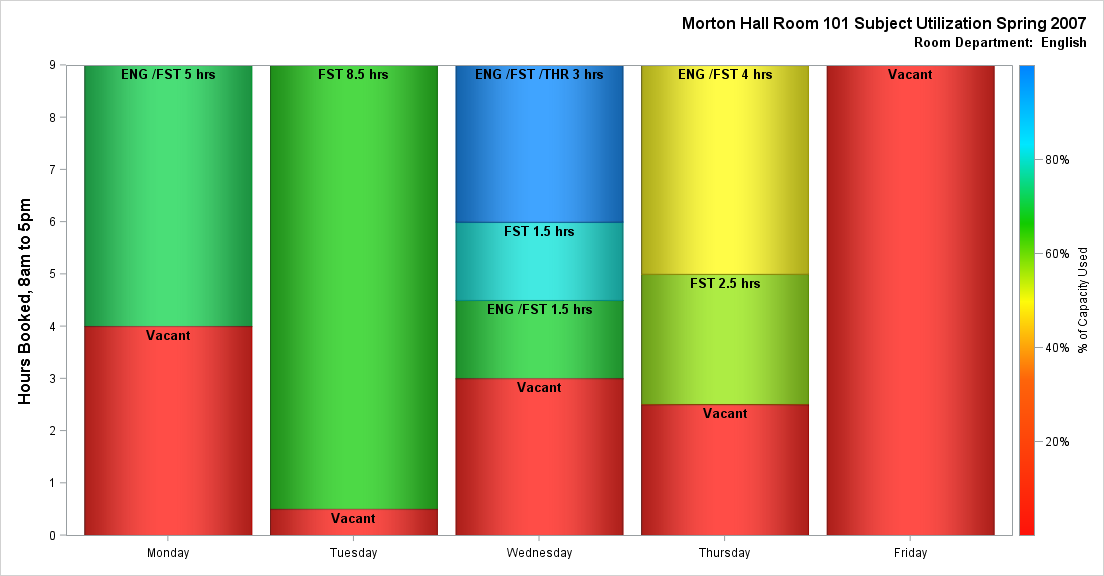 Morton Hall Room 101 Subject Utilization Spring 2007
Room Department:  English
Hours Booked, 8am to 5pm
9
8
7
6
5
4
3
2
1
0
ENG /FST 5 hrs
Vacant
FST 8.5 hrs
Vacant
ENG /FST /THR 3 hrs
FST 1.5 hrs
ENG /FST 1.5 hrs
Vacant
ENG /FST 4 hrs
FST 2.5 hrs
Vacant
Vacant
Monday
Tuesday
Wednesday
Thursday
Friday
80%
60%
40%
20%
% of Capacity Used